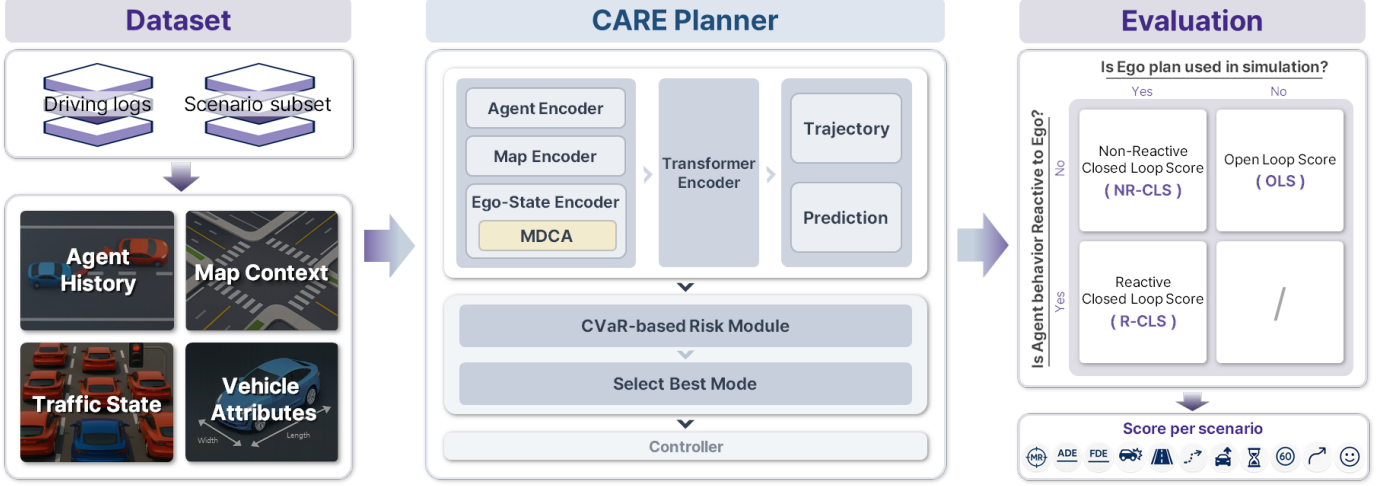 Dataset
Driving logs
Scenario subset
Agent
History
Map Context
Traffic State
Vehicle
Attributes
Width
Length
CARE Planner
Agent Encoder
Map Encoder
Ego-State Encoder
MDCA
Transformer
Encoder
Trajectory
Prediction
CVaR-based Risk Module
Select Best Mode
Controller
Evaluation
Is Ego plan used in simulation?
Yes
No
Is Agent behavior Reactive to Ego?
No
Yes
Non-Reactive
Closed Loop Score
( NR-CLS )
Open Loop Score
( OLS )
Reactive
Closed Loop Score
( R-CLS )
/
Score per scenario
MR
ADE
FDE
60